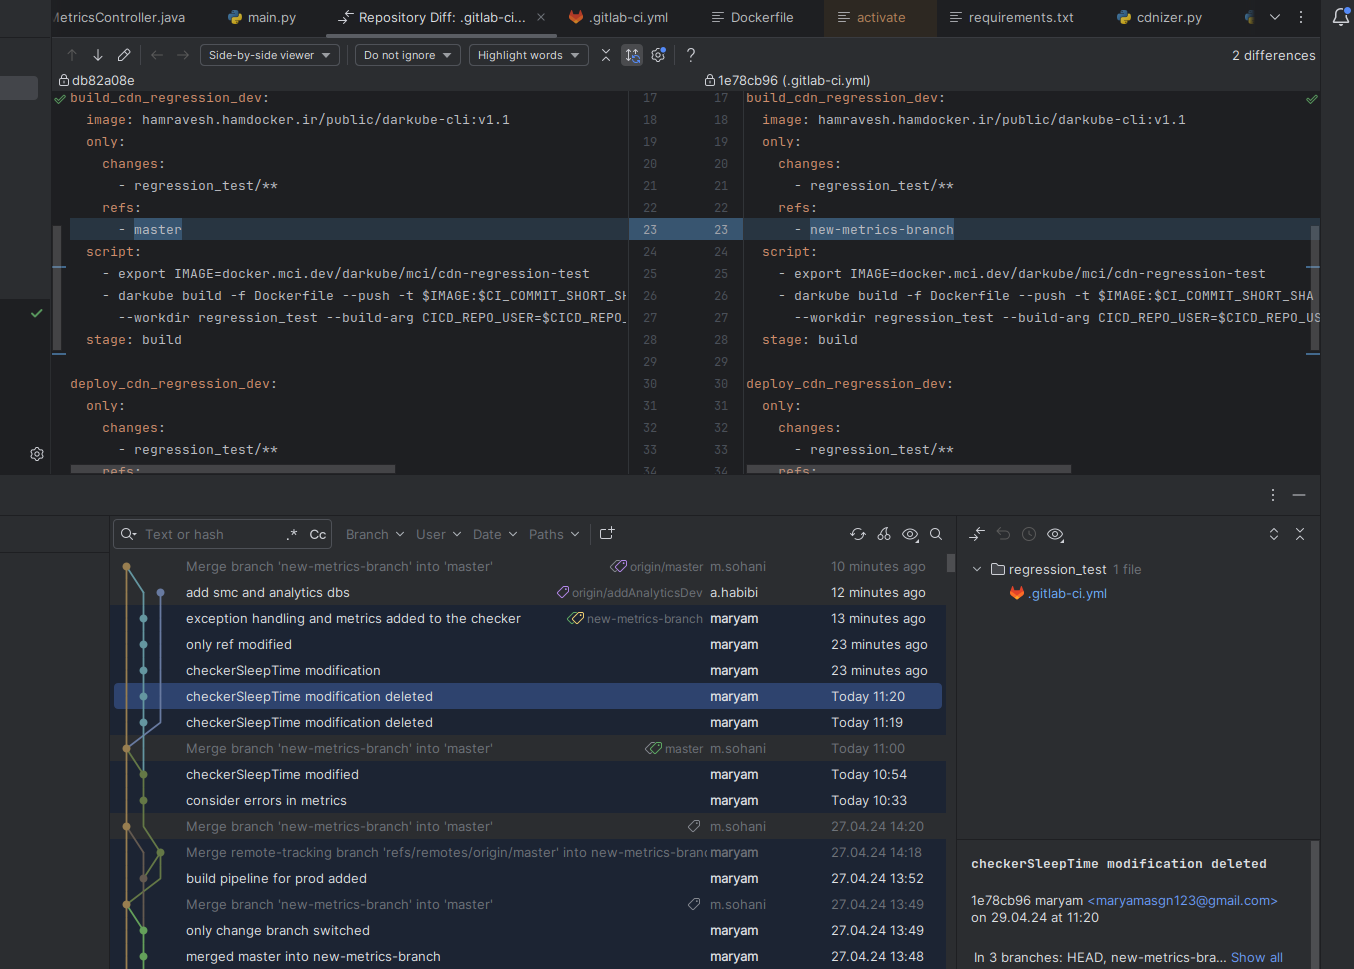 MetricsController.java
main.py
Repository Diff: .gitlab-ci...
.gitlab-ci.yml
Dockerfile
activate
requirements.txt
cdnizer.py
Side-by-side viewer
Do not ignore
Highlight words
?
2 differences
db82a08e
1e78cb96 (.gitlab-ci.yml)
build_cdn_regression_dev: 17 17 build_cdn_regression_dev:
image: hamravesh.hamdocker.ir/public/darkube-cli:v1.1 18 18 image: hamravesh.hamdocker.ir/public/darkube-cli:v1.1
only: 19 19 only:
changes: 20 20 changes:
- regression_test/** 21 21 - regression_test/**
refs: 22 22 refs:
- master 23 23 - new-metrics-branch
script: 24 24 script:
- export IMAGE=docker.mci.dev/darkube/mci/cdn-regression-test 25 25 - export IMAGE=docker.mci.dev/darkube/mci/cdn-regression-test
- darkube build -f Dockerfile --push -t $IMAGE:$CI_COMMIT_SHORT_SH 26 26 - darkube build -f Dockerfile --push -t $IMAGE:$CI_COMMIT_SHORT_SHA
--workdir regression_test --build-arg CICD_REPO_USER=$CICD_REPO_ 27 27 --workdir regression_test --build-arg CICD_REPO_USER=$CICD_REPO_US
stage: build 28 28 stage: build
29 29
deploy_cdn_regression_dev: 30 30 deploy_cdn_regression_dev:
only: 31 31 only:
changes: 32 32 changes:
- regression_test/** 33 33 - regression_test/**
refs: 34 34 refs:
Text or hash .* Cc Branch User Date Paths
Merge branch 'new-metrics-branch' into 'master' origin/master m.sohani 10 minutes ago
add smc and analytics dbs origin/addAnalyticsDev a.habibi 12 minutes ago
exception handling and metrics added to the checker new-metrics-branch maryam 13 minutes ago
only ref modified maryam 23 minutes ago
checkerSleepTime modification maryam 23 minutes ago
checkerSleepTime modification deleted maryam Today 11:20
checkerSleepTime modification deleted maryam Today 11:19
Merge branch 'new-metrics-branch' into 'master' master m.sohani Today 11:00
checkerSleepTime modified maryam Today 10:54
consider errors in metrics maryam Today 10:33
Merge branch 'new-metrics-branch' into 'master' m.sohani 27.04.24 14:20
Merge remote-tracking branch 'refs/remotes/origin/master' into new-metrics-branc maryam 27.04.24 14:18
build pipeline for prod added maryam 27.04.24 13:52
Merge branch 'new-metrics-branch' into 'master' m.sohani 27.04.24 13:49
only change branch switched maryam 27.04.24 13:49
merged master into new-metrics-branch maryam 27.04.24 13:48
regression_test 1 file
.gitlab-ci.yml
checkerSleepTime modification deleted
1e78cb96 maryam <maryamasgn123@gmail.com>
on 29.04.24 at 11:20
In 3 branches: HEAD, new-metrics-bra... Show all